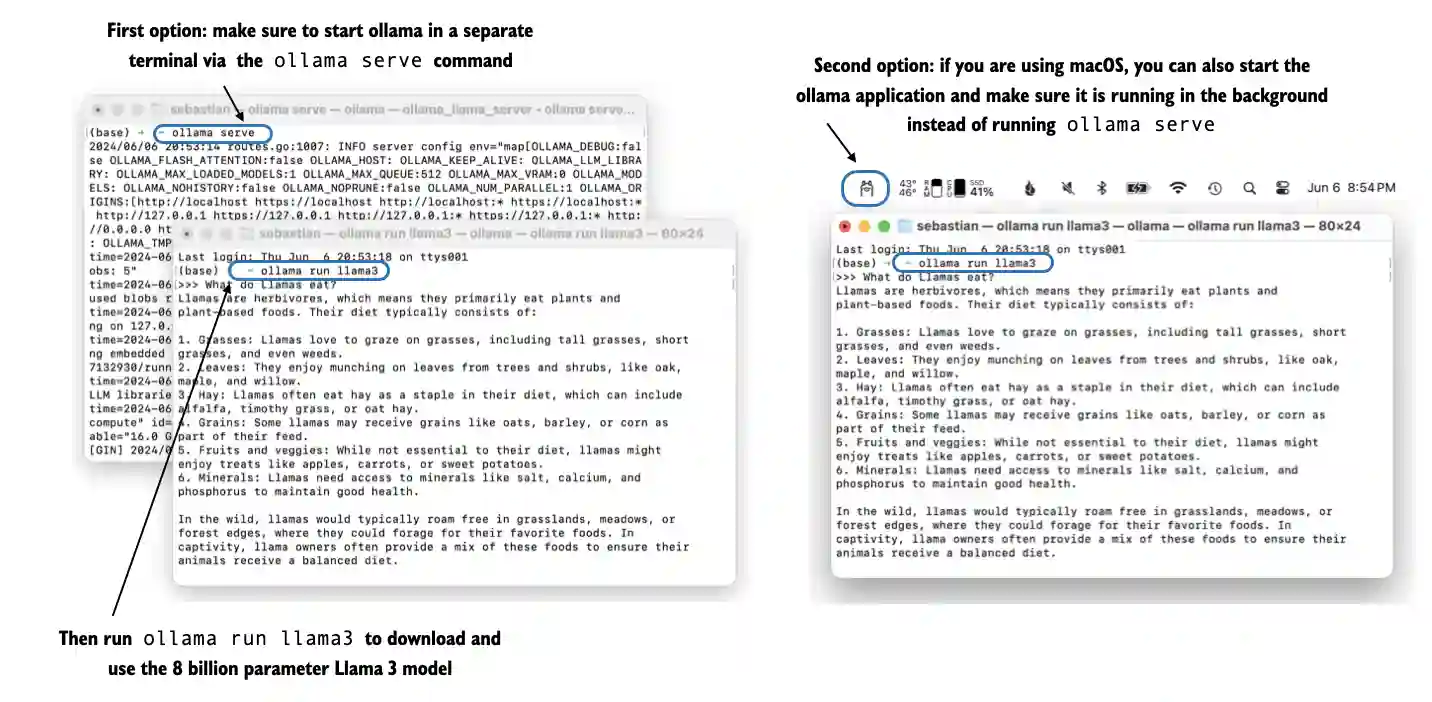 First option: make sure to start ollama in a separate
terminal via the ollama serve command
sebastian — ollama serve — ollama — ollama_llama_server - ollama serve...
(base) → ~ ollama serve
2024/06/06 20:53:14 routes.go:1007: INFO server config env="map[OLLAMA_DEBUG:fal
se OLLAMA_FLASH_ATTENTION:false OLLAMA_HOST: OLLAMA_KEEP_ALIVE: OLLAMA_LLM_LIBRA
RY: OLLAMA_MAX_LOADED_MODELS:1 OLLAMA_MAX_QUEUE:512 OLLAMA_MAX_VRAM:0 OLLAMA_MOD
ELS: OLLAMA_NOHISTORY:false OLLAMA_NOPRUNE:false OLLAMA_NUM_PARALLEL:1 OLLAMA_OR
IGINS:[http://localhost https://localhost http://localhost:* https://localhost:*
http://127.0.0.1 https://127.0.0.1 http://127.0.0.1:* https://127.0.0.1:* http:
//0.0.0.0 ht
: OLLAMA_TMP
time=2024-06
obs: 5"
time=2024-06
used blobs r
time=2024-06
ng on 127.0.
time=2024-06
ng embedded
7132930/runn
time=2024-06
LLM librarie
time=2024-06
compute" id=
able="16.0 G
[GIN] 2024/0
sebastian — ollama run llama3 — ollama — ollama run llama3 — 80×24
Last login: Thu Jun 6 20:53:18 on ttys001
(base) ~ ollama run llama3
>>> What do Llamas eat?
Llamas are herbivores, which means they primarily eat plants and
plant-based foods. Their diet typically consists of:
1. Grasses: Llamas love to graze on grasses, including tall grasses, short
grasses, and even weeds.
2. Leaves: They enjoy munching on leaves from trees and shrubs, like oak,
maple, and willow.
3. Hay: Llamas often eat hay as a staple in their diet, which can include
alfalfa, timothy grass, or oat hay.
4. Grains: Some llamas may receive grains like oats, barley, or corn as
part of their feed.
5. Fruits and veggies: While not essential to their diet, llamas might
enjoy treats like apples, carrots, or sweet potatoes.
6. Minerals: Llamas need access to minerals like salt, calcium, and
phosphorus to maintain good health.
In the wild, llamas would typically roam free in grasslands, meadows, or
forest edges, where they could forage for their favorite foods. In
captivity, llama owners often provide a mix of these foods to ensure their
animals receive a balanced diet.
Then run ollama run llama3 to download and
use the 8 billion parameter Llama 3 model
Second option: if you are using macOS, you can also start the
ollama application and make sure it is running in the background
instead of running ollama serve
43° 46° RAM CPU SSD 41% Jun 6 8:54 PM
sebastian — ollama run llama3 — ollama — ollama run llama3 — 80×24
Last login: Thu Jun 6 20:53:18 on ttys001
(base) → ~ ollama run llama3
>>> What do Llamas eat?
Llamas are herbivores, which means they primarily eat plants and
plant-based foods. Their diet typically consists of:
1. Grasses: Llamas love to graze on grasses, including tall grasses, short
grasses, and even weeds.
2. Leaves: They enjoy munching on leaves from trees and shrubs, like oak,
maple, and willow.
3. Hay: Llamas often eat hay as a staple in their diet, which can include
alfalfa, timothy grass, or oat hay.
4. Grains: Some llamas may receive grains like oats, barley, or corn as
part of their feed.
5. Fruits and veggies: While not essential to their diet, llamas might
enjoy treats like apples, carrots, or sweet potatoes.
6. Minerals: Llamas need access to minerals like salt, calcium, and
phosphorus to maintain good health.
In the wild, llamas would typically roam free in grasslands, meadows, or
forest edges, where they could forage for their favorite foods. In
captivity, llama owners often provide a mix of these foods to ensure their
animals receive a balanced diet.